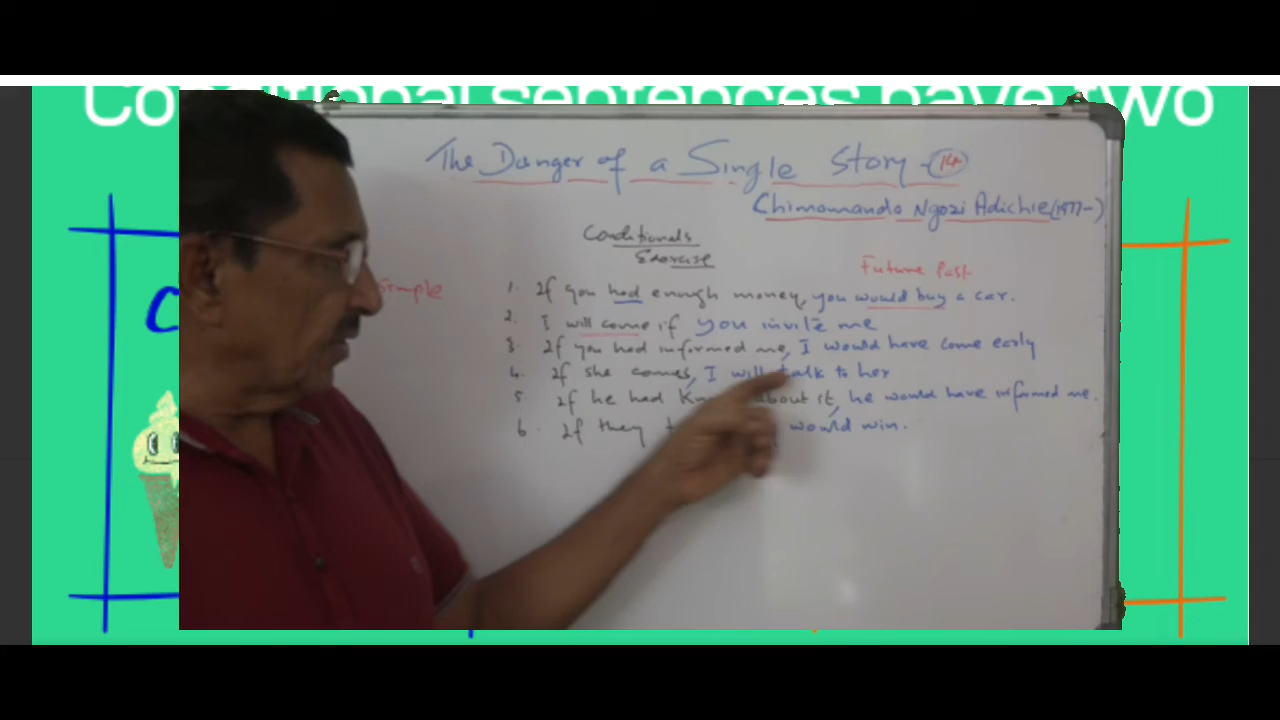 sentences have two
The Danger of a Single Story - 14
Chimamanda Ngozi Adichie (1977-)
Conditionals
Exercise
Simple
Future Past
1. If you had enough money, you would buy a car.
2. I will come if you invite me
3. If you had informed me, I would have come early
4. If she comes, I will talk to her
5. If he had about it, he would have informed me.
6. If they would win.